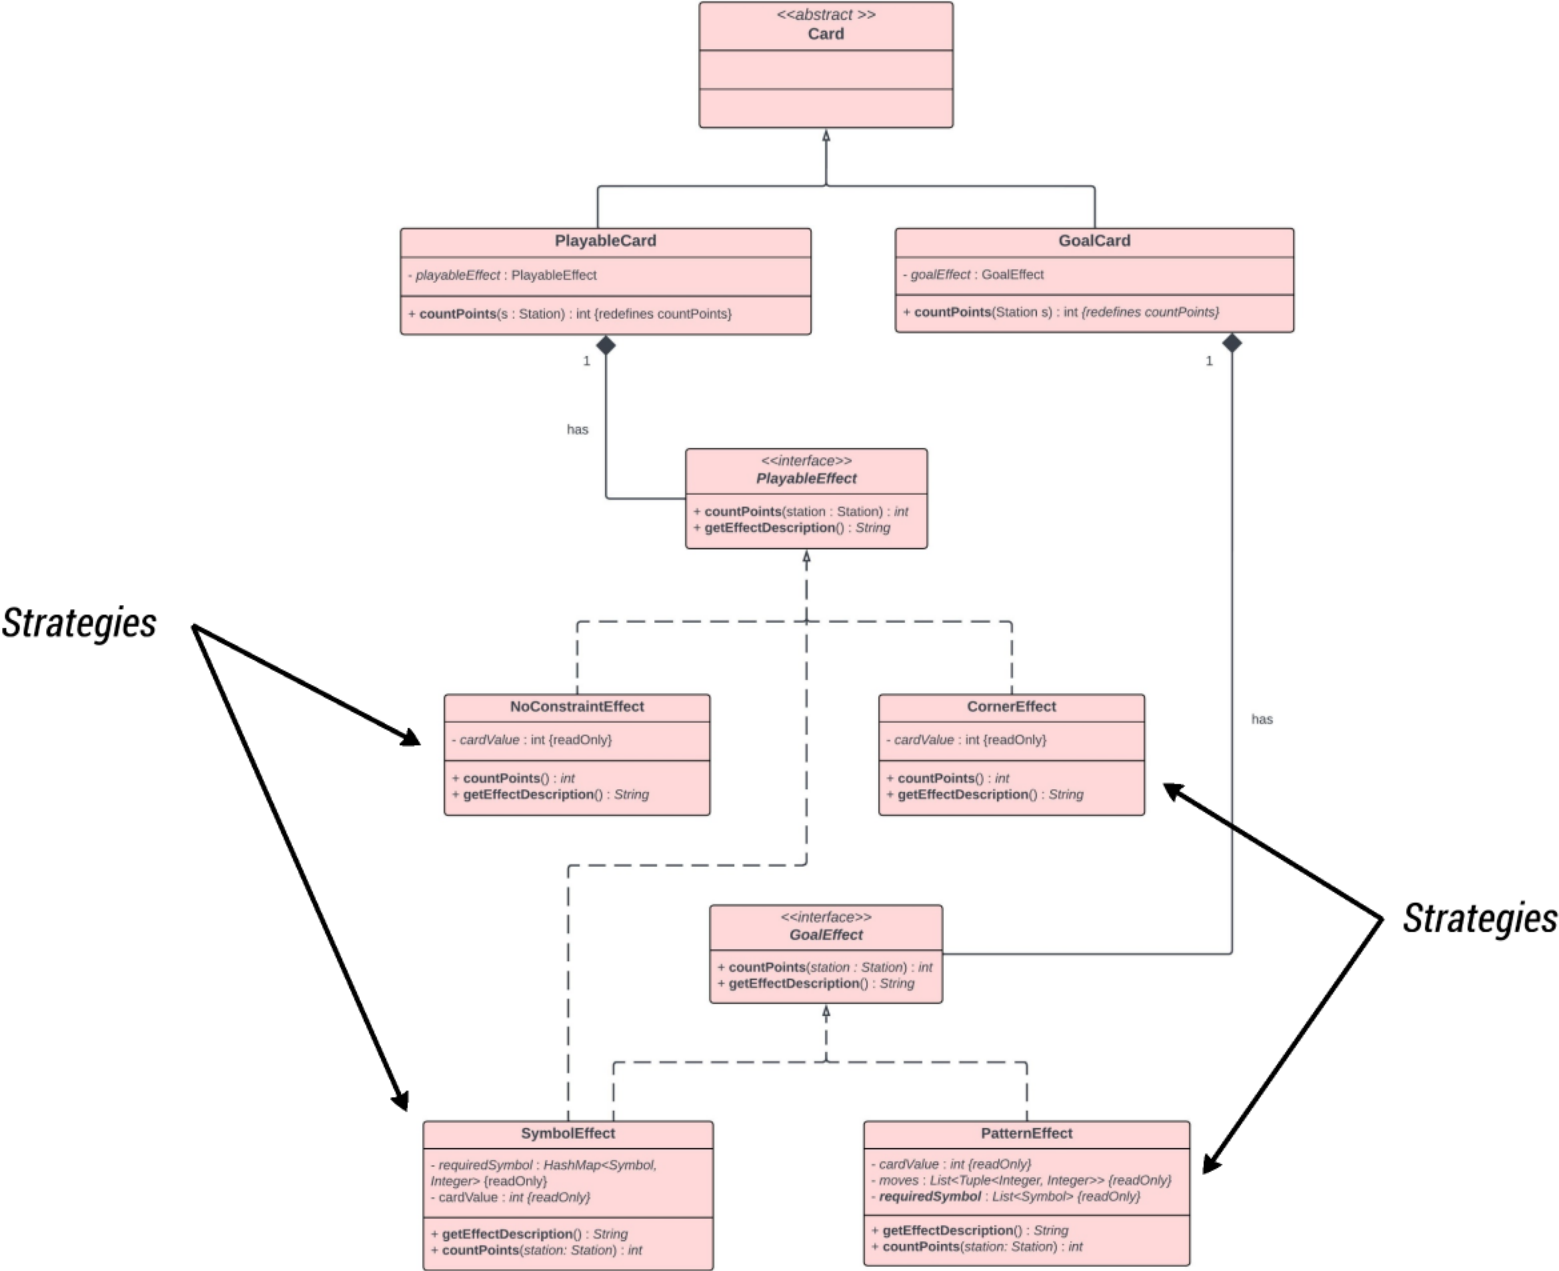 <<abstract >>
Card
PlayableCard
- playableEffect : PlayableEffect
+ countPoints(s : Station) : int {redefines countPoints}
GoalCard
- goalEffect : GoalEffect
+ countPoints(Station s) : int {redefines countPoints}
1
1
has
<<interface>>
PlayableEffect
+ countPoints(station : Station) : int
+ getEffectDescription() : String
Strategies
NoConstraintEffect
- cardValue : int {readOnly}
+ countPoints() : int
+ getEffectDescription() : String
CornerEffect
- cardValue : int {readOnly}
+ countPoints() : int
+ getEffectDescription() : String
has
<<interface>>
GoalEffect
+ countPoints(station : Station) : int
+ getEffectDescription() : String
Strategies
SymbolEffect
- requiredSymbol : HashMap<Symbol,
Integer> {readOnly}
- cardValue : int {readOnly}
+ getEffectDescription() : String
+ countPoints(station: Station) : int
PatternEffect
- cardValue : int {readOnly}
- moves : List<Tuple<Integer, Integer>> {readOnly}
- requiredSymbol : List<Symbol> {readOnly}
+ getEffectDescription() : String
+ countPoints(station: Station) : int